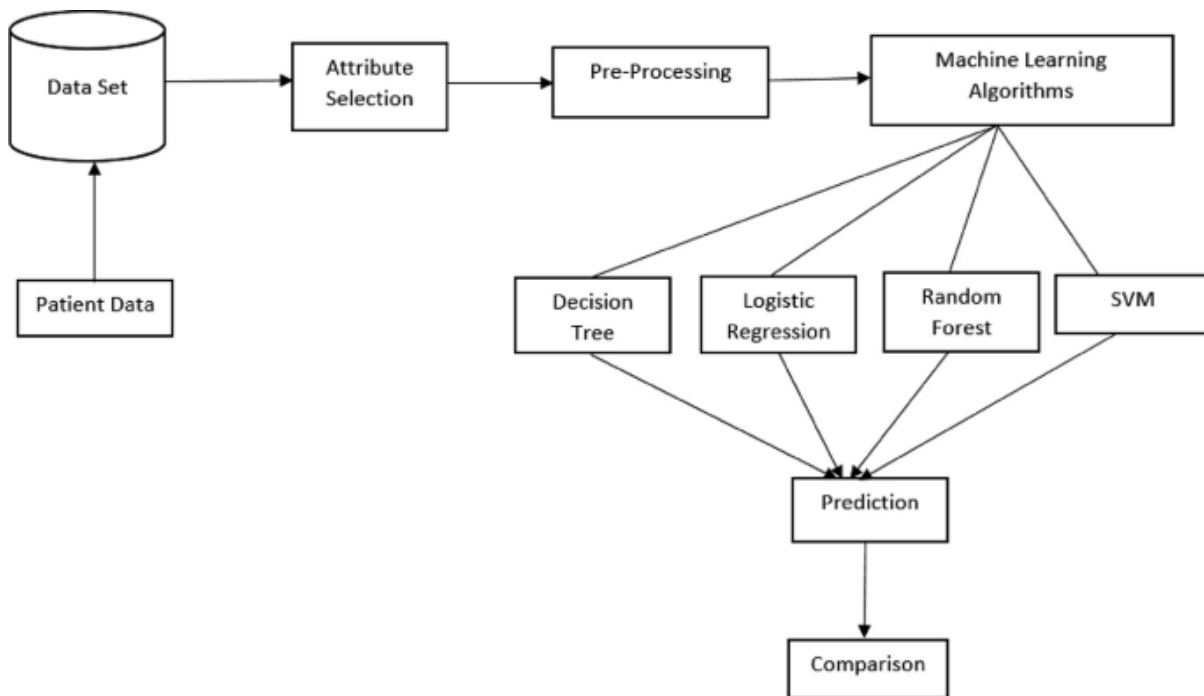 Data Set
Attribute
Selection
Pre-Processing
Machine Learning
Algorithms
Patient Data
Decision
Tree
Logistic
Regression
Random
Forest
SVM
Prediction
Comparison